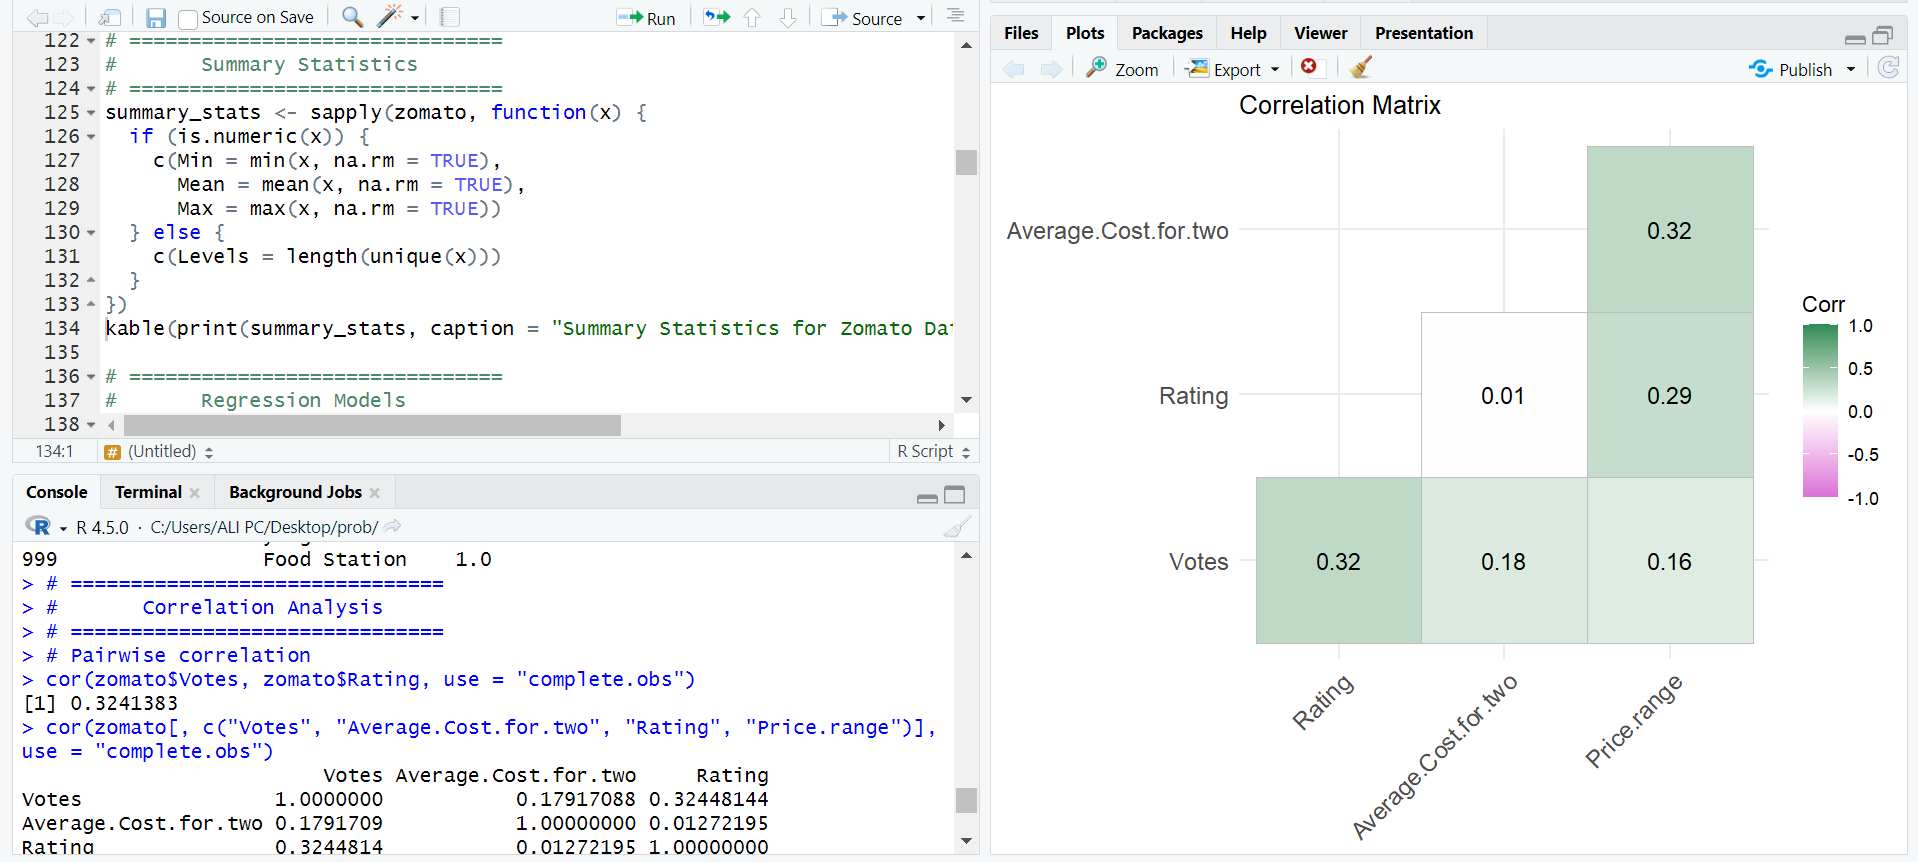 Source on Save
Run
Source
122 # ===============================
123 #       Summary Statistics
124 # ===============================
125 summary_stats <- sapply(zomato, function(x) {
126   if (is.numeric(x)) {
127     c(Min = min(x, na.rm = TRUE),
128       Mean = mean(x, na.rm = TRUE),
129       Max = max(x, na.rm = TRUE))
130   } else {
131     c(Levels = length(unique(x)))
132   }
133 })
134 kable(print(summary_stats, caption = "Summary Statistics for Zomato Da
135
136 # ===============================
137 #       Regression Models
138
134:1 # (Untitled) R Script
Console Terminal Background Jobs
R R 4.5.0 · C:/Users/ALI PC/Desktop/prob/
999                 Food Station    1.0
> # ===============================
> #       Correlation Analysis
> # ===============================
> # Pairwise correlation
> cor(zomato$Votes, zomato$Rating, use = "complete.obs")
[1] 0.3241383
> cor(zomato[, c("Votes", "Average.Cost.for.two", "Rating", "Price.range")],
use = "complete.obs")
Votes Average.Cost.for.two Rating
Votes 1.0000000 0.17917088 0.32448144
Average.Cost.for.two 0.1791709 1.00000000 0.01272195
Rating 0.3244814 0.01272195 1.00000000
Files Plots Packages Help Viewer Presentation
Zoom Export Publish
Correlation Matrix
Average.Cost.for.two
0.32
Rating
0.01
0.29
Votes
0.32
0.18
0.16
Rating
Average.Cost.for.two
Price.range
Corr
1.0
0.5
0.0
-0.5
-1.0